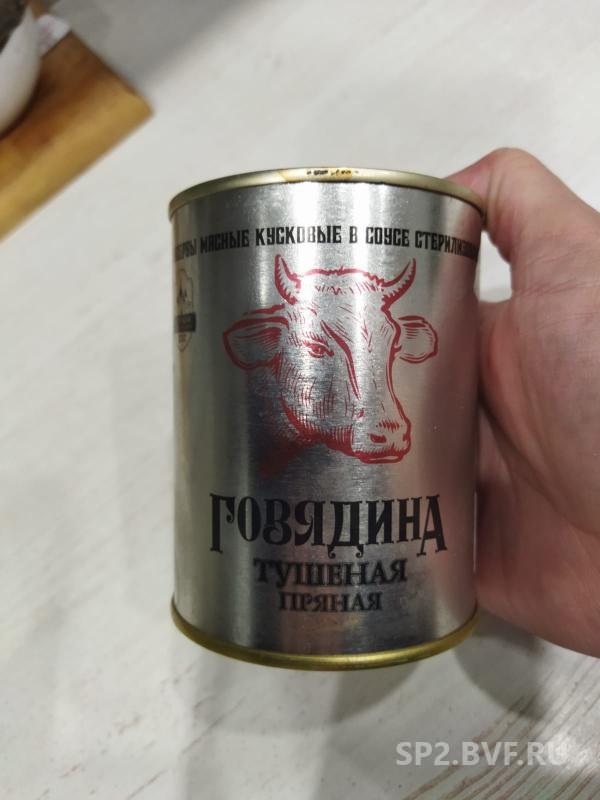 МЯСНЫЕ КУСКОВЫЕ В СОУСЕ
ГОВЯДИНА
ТУШЕНАЯ
ПРЯНАЯ
SP2.BVF.RU